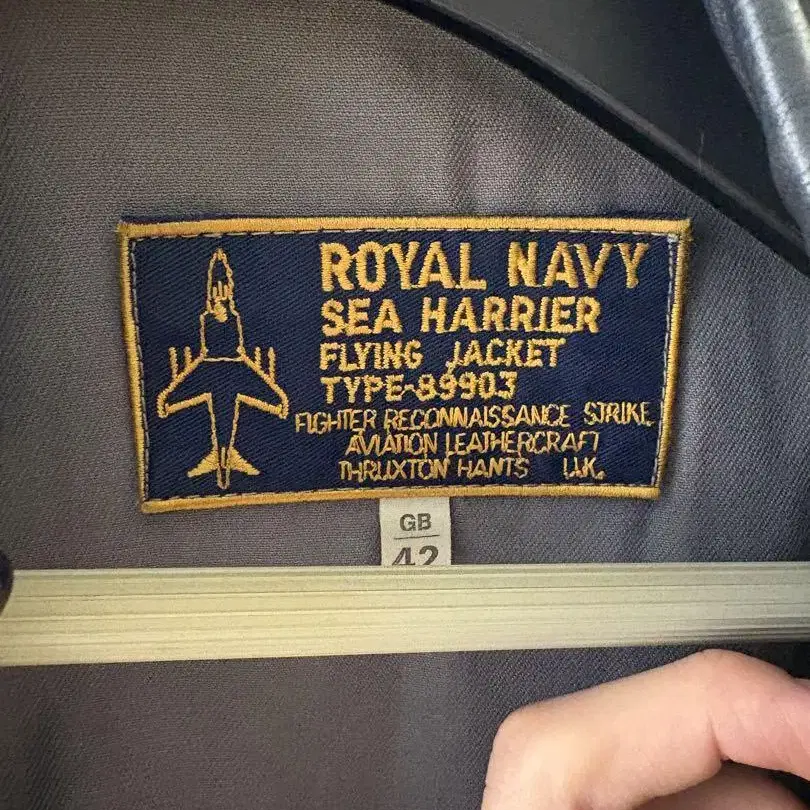 ROYAL NAVY
SEA HARRIER
FLYING JACKET
TYPE-89903
FIGHTER RECONNAISSANCE STRIKE
AVIATION LEATHERCRAFT
THRUXTON HANTS U.K.
GB
42